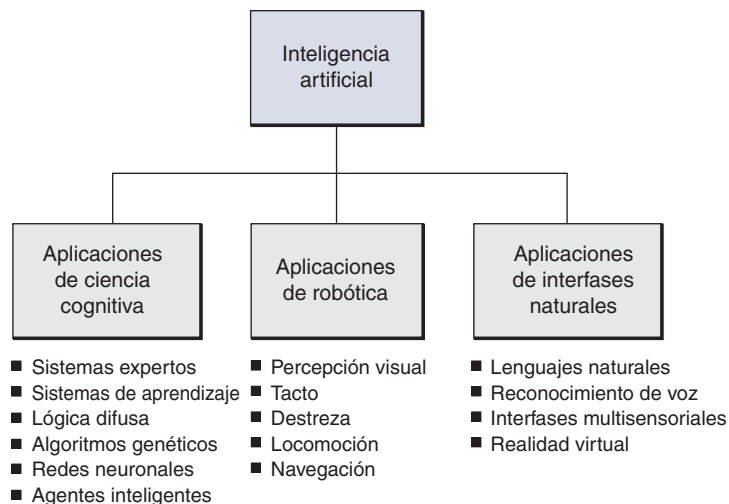 Inteligencia
artificial
Aplicaciones
de ciencia
cognitiva
Aplicaciones
de robótica
Aplicaciones
de interfases
naturales
Sistemas expertos
Sistemas de aprendizaje
Lógica difusa
Algoritmos genéticos
Redes neuronales
Agentes inteligentes
Percepción visual
Tacto
Destreza
Locomoción
Navegación
Lenguajes naturales
Reconocimiento de voz
Interfases multisensoriales
Realidad virtual